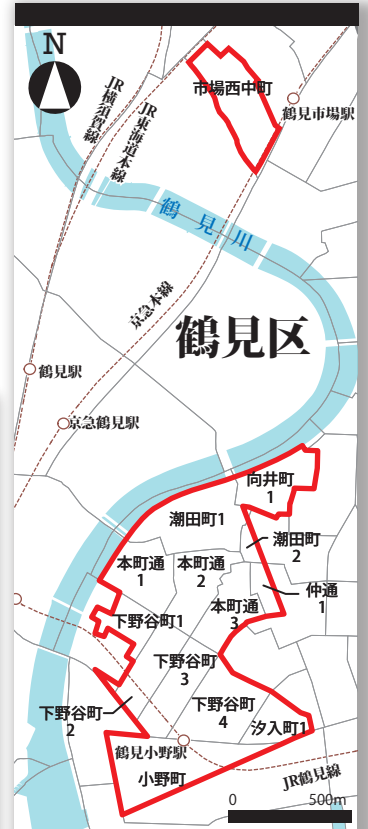 N
市場西中町
鶴見市場駅
JR横須賀線
JR東海道本線
鶴見川
京急本線
鶴見区
鶴見駅
京急鶴見駅
向井町
1
潮田町1
潮田町
2
本町通
1
本町通
2
仲通
1
本町通
3
下野谷町1
下野谷町
3
下野谷町
4
下野谷町
2
汐入町1
鶴見小野駅
小野町
JR鶴見線
0
500m